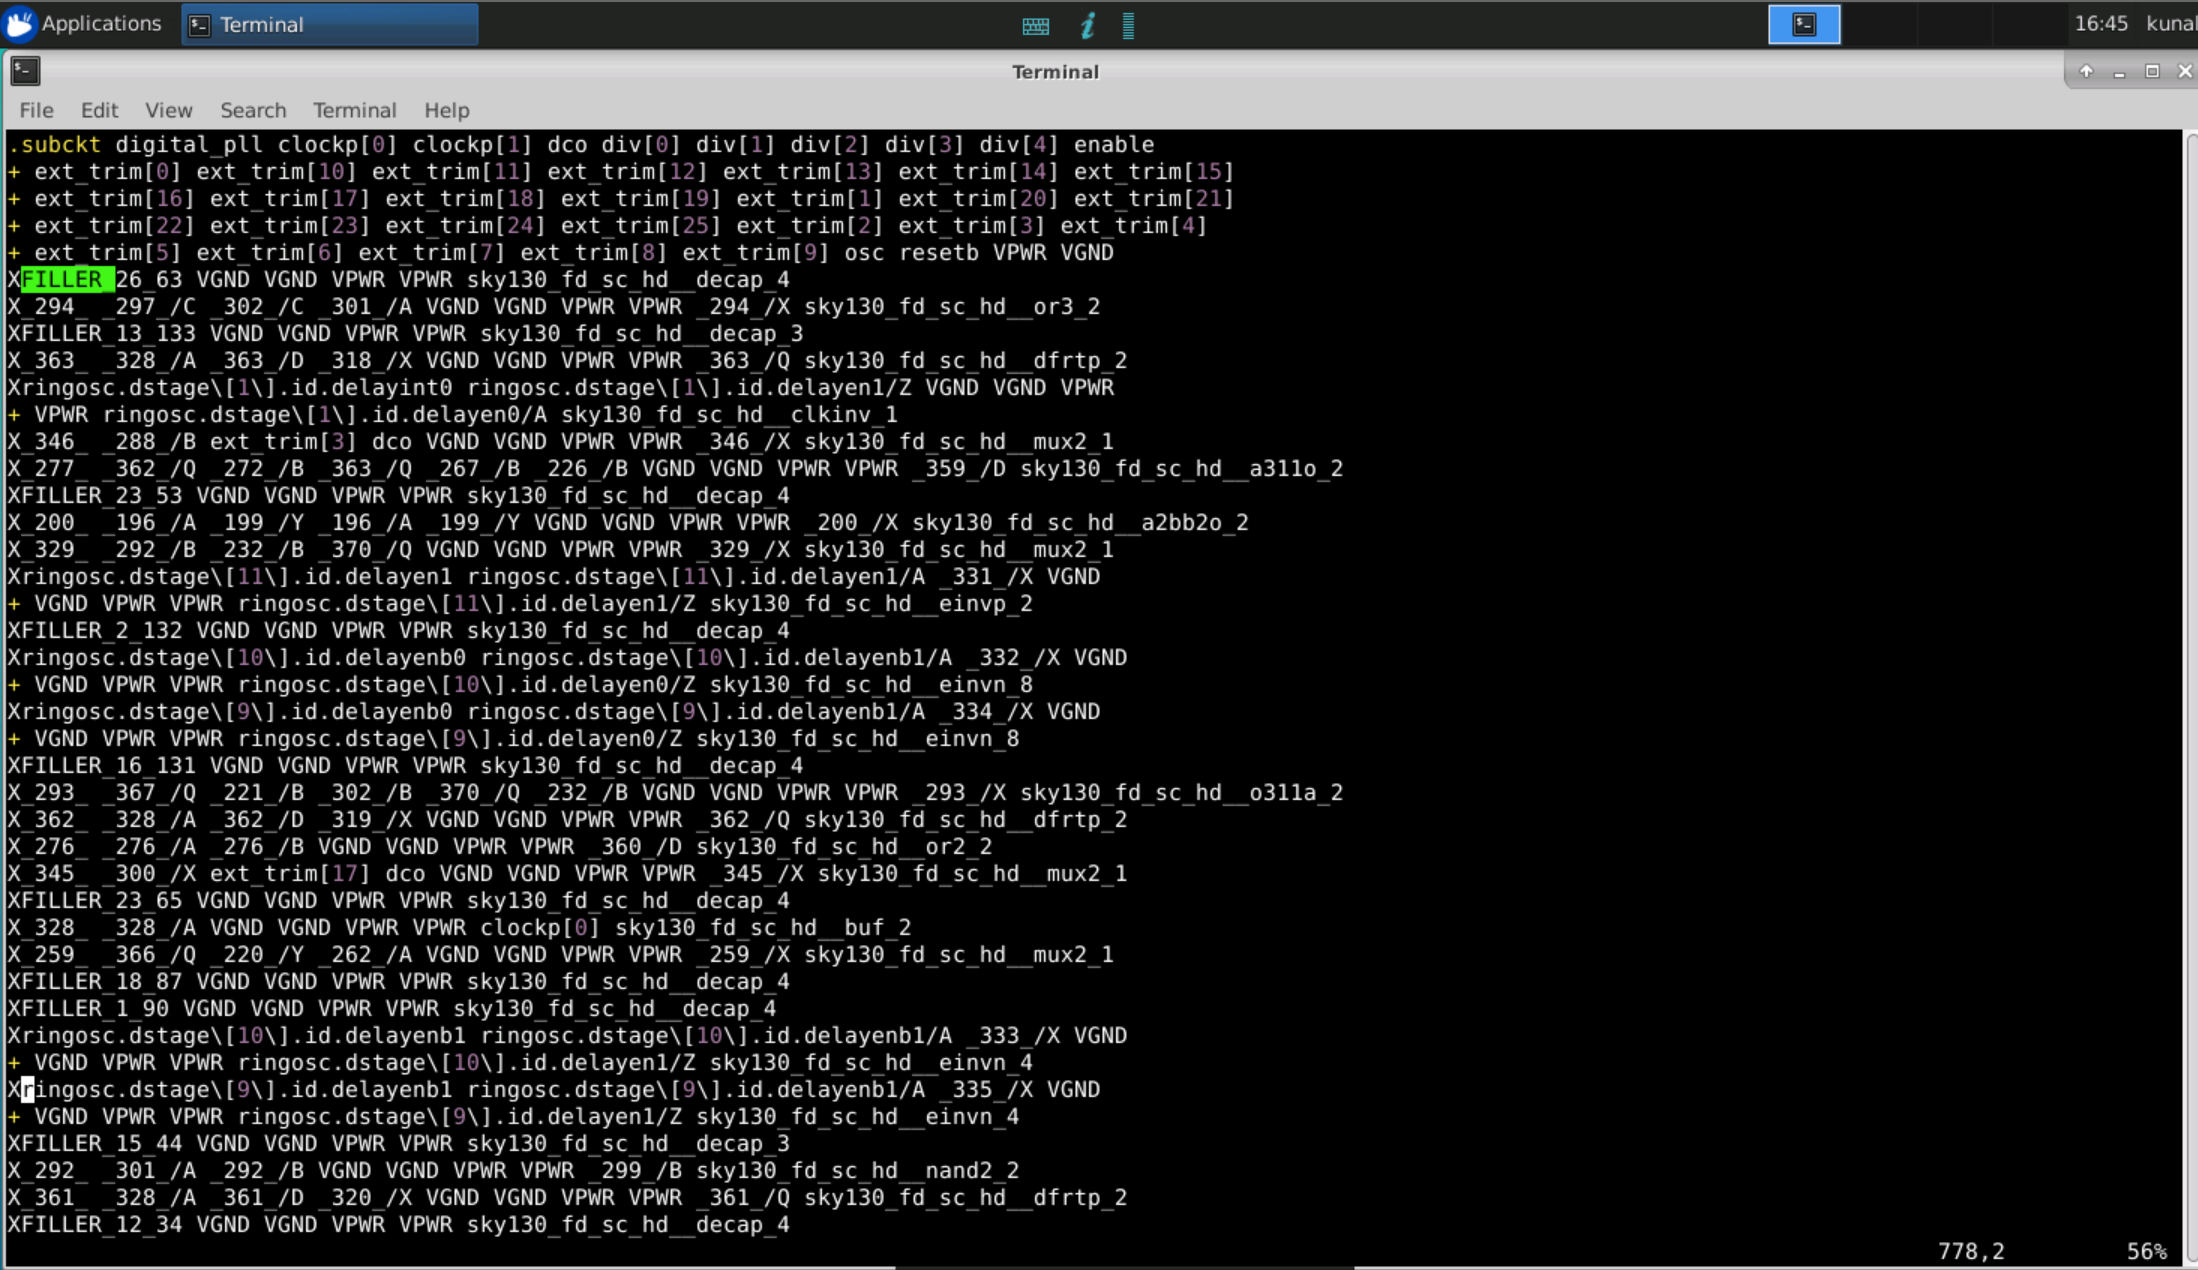 Applications Terminal 16:45 kunal
Terminal
File Edit View Search Terminal Help
.subckt digital_pll clockp[0] clockp[1] dco div[0] div[1] div[2] div[3] div[4] enable
+ ext_trim[0] ext_trim[10] ext_trim[11] ext_trim[12] ext_trim[13] ext_trim[14] ext_trim[15]
+ ext_trim[16] ext_trim[17] ext_trim[18] ext_trim[19] ext_trim[1] ext_trim[20] ext_trim[21]
+ ext_trim[22] ext_trim[23] ext_trim[24] ext_trim[25] ext_trim[2] ext_trim[3] ext_trim[4]
+ ext_trim[5] ext_trim[6] ext_trim[7] ext_trim[8] ext_trim[9] osc resetb VPWR VGND
XFILLER_26_63 VGND VGND VPWR VPWR sky130_fd_sc_hd__decap_4
X_294_ _297_/C _302_/C _301_/A VGND VGND VPWR VPWR _294_/X sky130_fd_sc_hd__or3_2
XFILLER_13_133 VGND VGND VPWR VPWR sky130_fd_sc_hd__decap_3
X_363_ _328_/A _363_/D _318_/X VGND VGND VPWR VPWR _363_/Q sky130_fd_sc_hd__dfrtp_2
Xringosc.dstage\[1\].id.delayint0 ringosc.dstage\[1\].id.delayen1/Z VGND VGND VPWR
+ VPWR ringosc.dstage\[1\].id.delayen0/A sky130_fd_sc_hd__clkinv_1
X_346_ _288_/B ext_trim[3] dco VGND VGND VPWR VPWR _346_/X sky130_fd_sc_hd__mux2_1
X_277_ _362_/Q _272_/B _363_/Q _267_/B _226_/B VGND VGND VPWR VPWR _359_/D sky130_fd_sc_hd__a311o_2
XFILLER_23_53 VGND VGND VPWR VPWR sky130_fd_sc_hd__decap_4
X_200_ _196_/A _199_/Y _196_/A _199_/Y VGND VGND VPWR VPWR _200_/X sky130_fd_sc_hd__a2bb2o_2
X_329_ _292_/B _232_/B _370_/Q VGND VGND VPWR VPWR _329_/X sky130_fd_sc_hd__mux2_1
Xringosc.dstage\[11\].id.delayen1 ringosc.dstage\[11\].id.delayen1/A _331_/X VGND
+ VGND VPWR VPWR ringosc.dstage\[11\].id.delayen1/Z sky130_fd_sc_hd__einvp_2
XFILLER_2_132 VGND VGND VPWR VPWR sky130_fd_sc_hd__decap_4
Xringosc.dstage\[10\].id.delayenb0 ringosc.dstage\[10\].id.delayenb1/A _332_/X VGND
+ VGND VPWR VPWR ringosc.dstage\[10\].id.delayen0/Z sky130_fd_sc_hd__einvn_8
Xringosc.dstage\[9\].id.delayenb0 ringosc.dstage\[9\].id.delayenb1/A _334_/X VGND
+ VGND VPWR VPWR ringosc.dstage\[9\].id.delayen0/Z sky130_fd_sc_hd__einvn_8
XFILLER_16_131 VGND VGND VPWR VPWR sky130_fd_sc_hd__decap_4
X_293_ _367_/Q _221_/B _302_/B _370_/Q _232_/B VGND VGND VPWR VPWR _293_/X sky130_fd_sc_hd__o311a_2
X_362_ _328_/A _362_/D _319_/X VGND VGND VPWR VPWR _362_/Q sky130_fd_sc_hd__dfrtp_2
X_276_ _276_/A _276_/B VGND VGND VPWR VPWR _360_/D sky130_fd_sc_hd__or2_2
X_345_ _300_/X ext_trim[17] dco VGND VGND VPWR VPWR _345_/X sky130_fd_sc_hd__mux2_1
XFILLER_23_65 VGND VGND VPWR VPWR sky130_fd_sc_hd__decap_4
X_328_ _328_/A VGND VGND VPWR VPWR clockp[0] sky130_fd_sc_hd__buf_2
X_259_ _366_/Q _220_/Y _262_/A VGND VGND VPWR VPWR _259_/X sky130_fd_sc_hd__mux2_1
XFILLER_18_87 VGND VGND VPWR VPWR sky130_fd_sc_hd__decap_4
XFILLER_1_90 VGND VGND VPWR VPWR sky130_fd_sc_hd__decap_4
Xringosc.dstage\[10\].id.delayenb1 ringosc.dstage\[10\].id.delayenb1/A _333_/X VGND
+ VGND VPWR VPWR ringosc.dstage\[10\].id.delayen1/Z sky130_fd_sc_hd__einvn_4
Xringosc.dstage\[9\].id.delayenb1 ringosc.dstage\[9\].id.delayenb1/A _335_/X VGND
+ VGND VPWR VPWR ringosc.dstage\[9\].id.delayen1/Z sky130_fd_sc_hd__einvn_4
XFILLER_15_44 VGND VGND VPWR VPWR sky130_fd_sc_hd__decap_3
X_292_ _301_/A _292_/B VGND VGND VPWR VPWR _299_/B sky130_fd_sc_hd__nand2_2
X_361_ _328_/A _361_/D _320_/X VGND VGND VPWR VPWR _361_/Q sky130_fd_sc_hd__dfrtp_2
XFILLER_12_34 VGND VGND VPWR VPWR sky130_fd_sc_hd__decap_4
778,2 56%